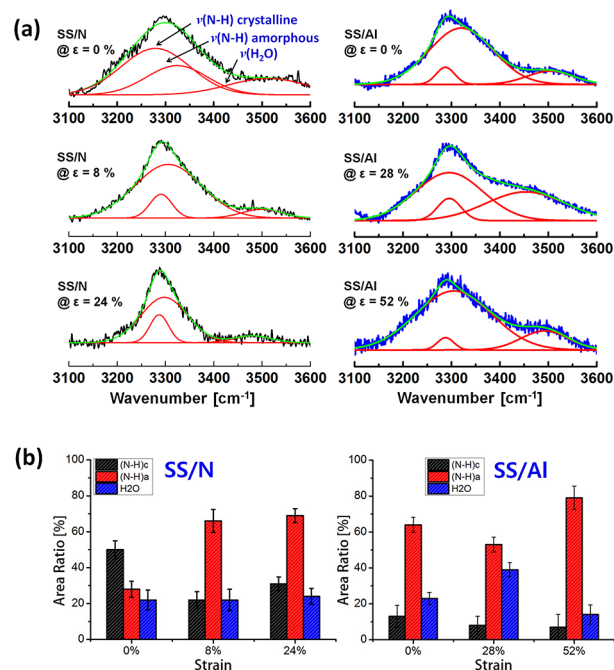 (a)
SS/N
@ ε = 0 %
ν(N-H) crystalline
ν(N-H) amorphous
ν(H₂O)
3100 3200 3300 3400 3500 3600
SS/Al
@ ε = 0 %
3100 3200 3300 3400 3500 3600
SS/N
@ ε = 8 %
3100 3200 3300 3400 3500 3600
SS/Al
@ ε = 28 %
3100 3200 3300 3400 3500 3600
SS/N
@ ε = 24 %
3100 3200 3300 3400 3500 3600
Wavenumber [cm⁻¹]
SS/Al
@ ε = 52 %
3100 3200 3300 3400 3500 3600
Wavenumber [cm⁻¹]
(b)
SS/N
(N-H)c
(N-H)a
H2O
Area Ratio [%]
100
80
60
40
20
0
0% 8% 24%
Strain
SS/Al
(N-H)c
(N-H)a
H2O
Area Ratio [%]
100
80
60
40
20
0
0% 28% 52%
Strain